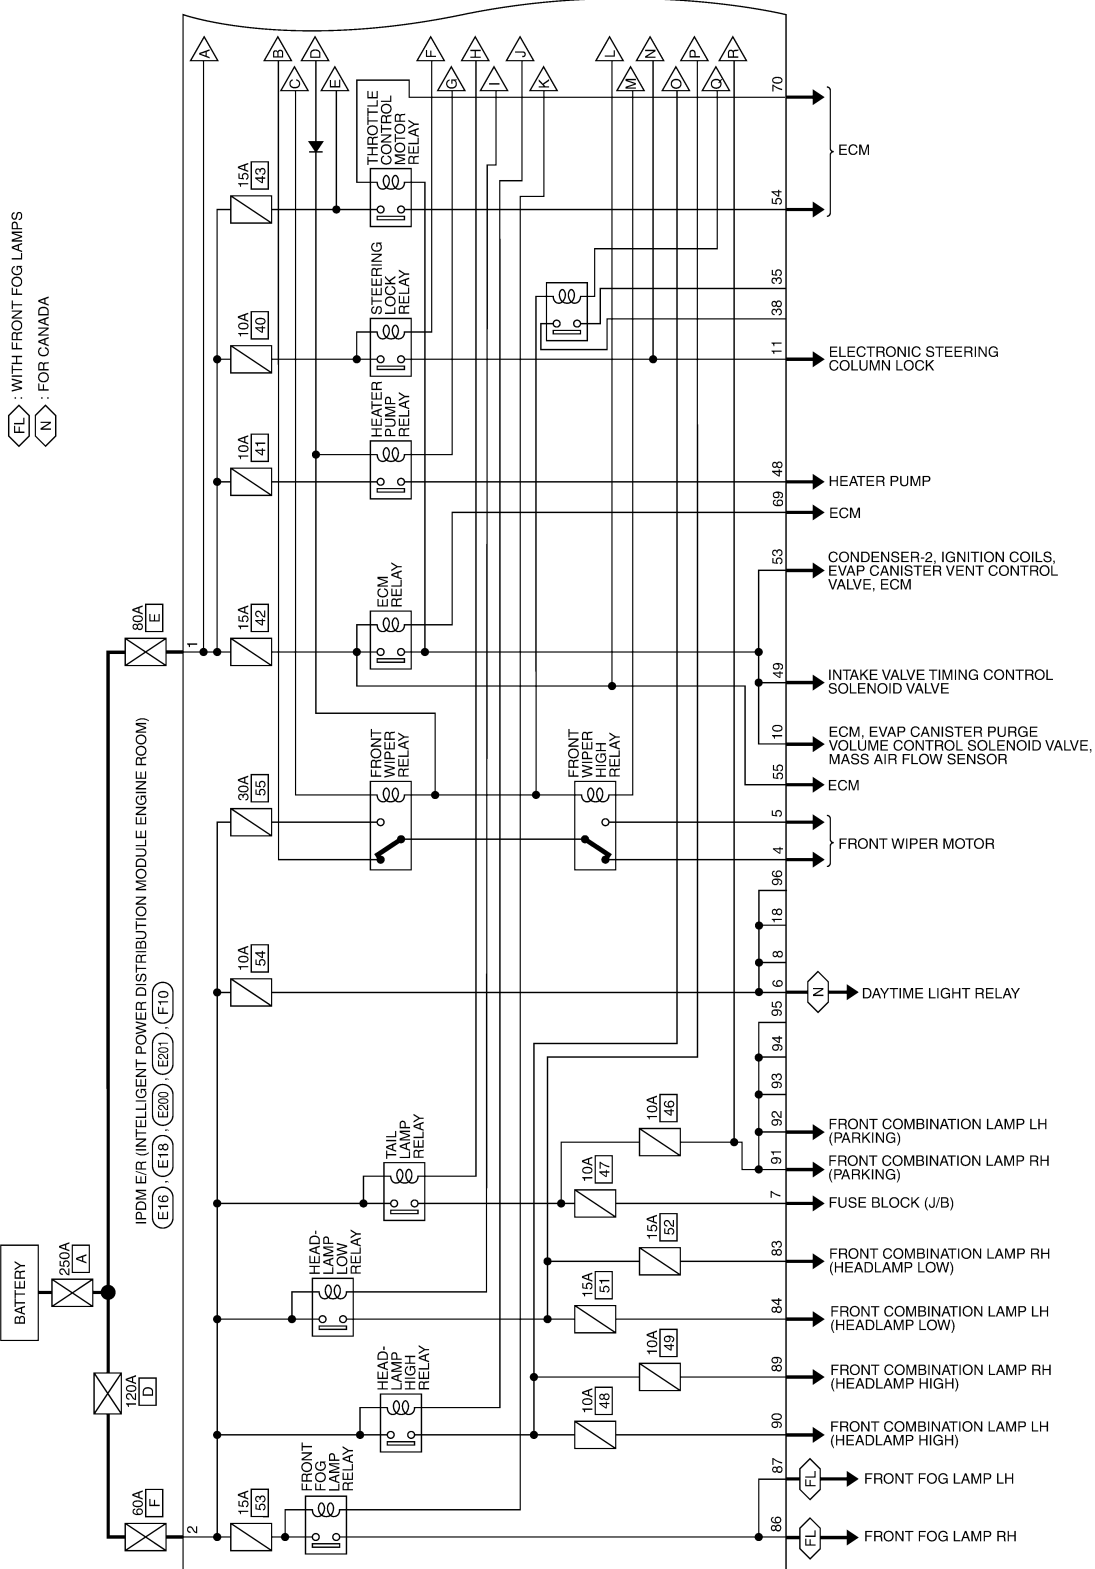 A
B
C
D
E
F
G
H
I
J
K
L
M
N
O
P
Q
R
FL : WITH FRONT FOG LAMPS
N : FOR CANADA
IPDM E/R (INTELLIGENT POWER DISTRIBUTION MODULE ENGINE ROOM)
E16 , E18 , E200 , E201 , F10
BATTERY
250A
A
120A
D
80A
E
60A
F
1
2
15A
43
10A
40
10A
41
15A
42
30A
55
10A
54
10A
46
10A
47
15A
52
15A
51
10A
49
10A
48
15A
53
THROTTLE
CONTROL
MOTOR
RELAY
STEERING
LOCK
RELAY
HEATER
PUMP
RELAY
ECM
RELAY
FRONT
WIPER
RELAY
FRONT
WIPER
HIGH
RELAY
TAIL
LAMP
RELAY
HEAD-
LAMP
LOW
RELAY
HEAD-
LAMP
HIGH
RELAY
FRONT
FOG
LAMP
RELAY
70
54
ECM
35
38
11
ELECTRONIC STEERING
COLUMN LOCK
48
HEATER PUMP
69
ECM
53
CONDENSER-2, IGNITION COILS,
EVAP CANISTER VENT CONTROL
VALVE, ECM
49
INTAKE VALVE TIMING CONTROL
SOLENOID VALVE
10
ECM, EVAP CANISTER PURGE
VOLUME CONTROL SOLENOID VALVE,
MASS AIR FLOW SENSOR
55
ECM
5
4
FRONT WIPER MOTOR
96
18
8
6
N
DAYTIME LIGHT RELAY
95
94
93
92
FRONT COMBINATION LAMP LH
(PARKING)
91
FRONT COMBINATION LAMP RH
(PARKING)
7
FUSE BLOCK (J/B)
83
FRONT COMBINATION LAMP RH
(HEADLAMP LOW)
84
FRONT COMBINATION LAMP LH
(HEADLAMP LOW)
89
FRONT COMBINATION LAMP RH
(HEADLAMP HIGH)
90
FRONT COMBINATION LAMP LH
(HEADLAMP HIGH)
87
FL
FRONT FOG LAMP LH
86
FL
FRONT FOG LAMP RH